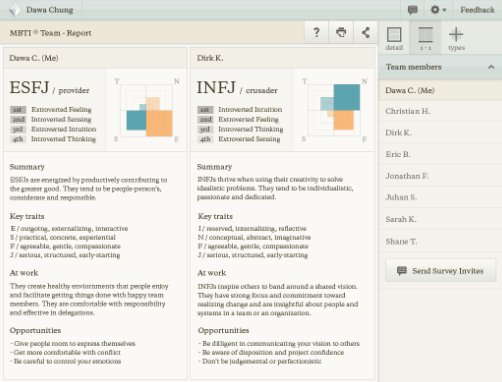 Dawa Chung
Feedback
MBTI ® Team - Report
?
detail
1 - 1
types
Team members
Dawa C. (Me)
Christian H.
Dirk K.
Eric B.
Jonathan F.
Juhan S.
Sarah K.
Shane T.
Send Survey Invites
Dawa C. (Me)
ESFJ / provider
1st Extroverted Feeling
2nd Introverted Sensing
3rd Extroverted Intuition
4th Introverted Thinking
T N
S F
Summary
ESFJs are energized by productively contributing to
the greater good. They tend to be people-person's,
considerate and responsible.
Key traits
E / outgoing, externalizing, interactive
S / practical, concrete, experiential
F / agreeable, gentle, compassionate
J / serious, structured, early-starting
At work
They create healthy envtornments that people enjoy
and facilitate getting things done with happy team
members. They are comfortable with responsibility
and effective in delegations.
Opportunities
- Give people room to express themselves
- Get more comfortable with conflict
- Be careful to control your emotions
Dirk K.
INFJ / crusader
1st Introverted Intuition
2nd Extroverted Feeling
3rd Introverted Thinking
4th Extroverted Sensing
T N
S F
Summary
INFJs thrive when using their creativity to solve
idealistic problems. They tend to be individualistic,
passionate and dedicated.
Key traits
I / reserved, internalizing, reflective
N / conceptual, abstract, imaginative
F / agreeable, gentle, compassionate
J / serious, structured, early-starting
At work
INFJs inspire others to band around a shared vision.
They have strong focus and commitment toward
realizing change and are insightful about people and
systems in a team or an organization.
Opportunities
- Be dilligent in communicating your vision to others
- Be aware of disposition and project confidence
- Don't be judgemental or perfectionistic